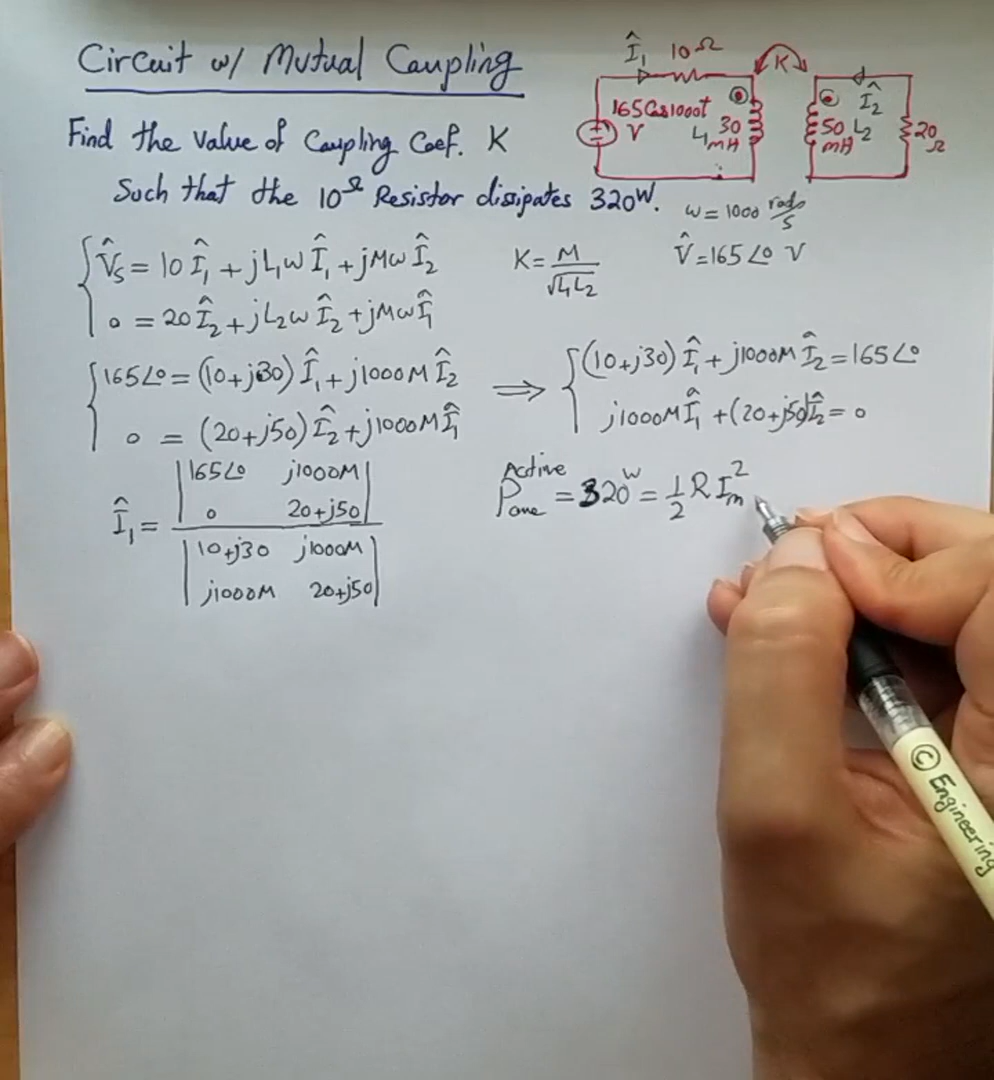 Circuit w/ Mutual Coupling
Î₁ 10Ω K
165Cos1000t V
L₁ 30 mH
50 L₂ mH
Î₂
20Ω
Find the Value of Coupling Coef. K
Such that the 10Ω Resistor dissipates 320W.
ω = 1000 rad/s
V̂ = 165∠0 V
V̂s = 10 Î₁ + jL₁ω Î₁ + jMω Î₂
0 = 20 Î₂ + jL₂ω Î₂ + jMω Î₁
K = M/√L₁L₂
165∠0 = (10+j30) Î₁ + j1000M Î₂
0 = (20+j50) Î₂ + j1000M Î₁
⇒ (10+j30) Î₁ + j1000M Î₂ = 165∠0
j1000M Î₁ + (20+j50) Î₂ = 0
Î₁ =
|165∠0 j1000M|
|0 20+j50|
|10+j30 j1000M|
|j1000M 20+j50|
Active
Pave = 320W = 1/2 R Im²
© Engineering